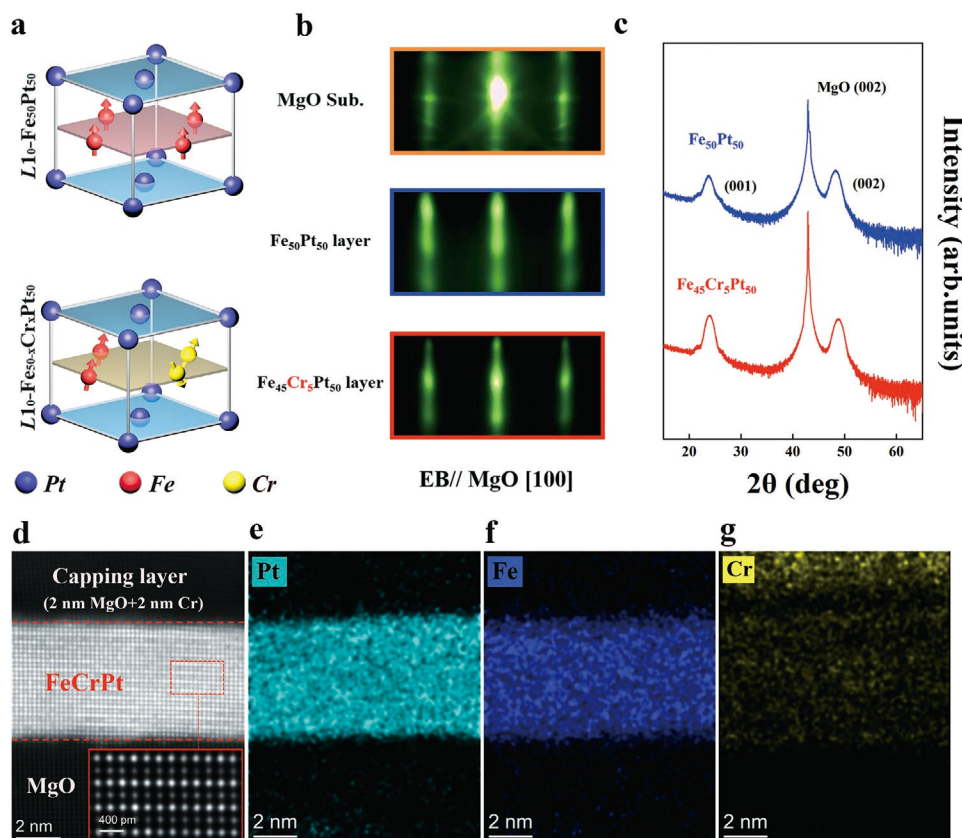 a
L1₀-Fe₅₀Pt₅₀
L1₀-Fe₅₀₋ₓCrₓPt₅₀
Pt
Fe
Cr
b
MgO Sub.
Fe₅₀Pt₅₀ layer
Fe₄₅Cr₅Pt₅₀ layer
EB// MgO [100]
c
MgO (002)
Fe₅₀Pt₅₀
(001)
(002)
Fe₄₅Cr₅Pt₅₀
20 30 40 50 60
2θ (deg)
Intensity (arb.units)
d
Capping layer
(2 nm MgO+2 nm Cr)
FeCrPt
MgO
2 nm
400 pm
e
Pt
2 nm
f
Fe
2 nm
g
Cr
2 nm